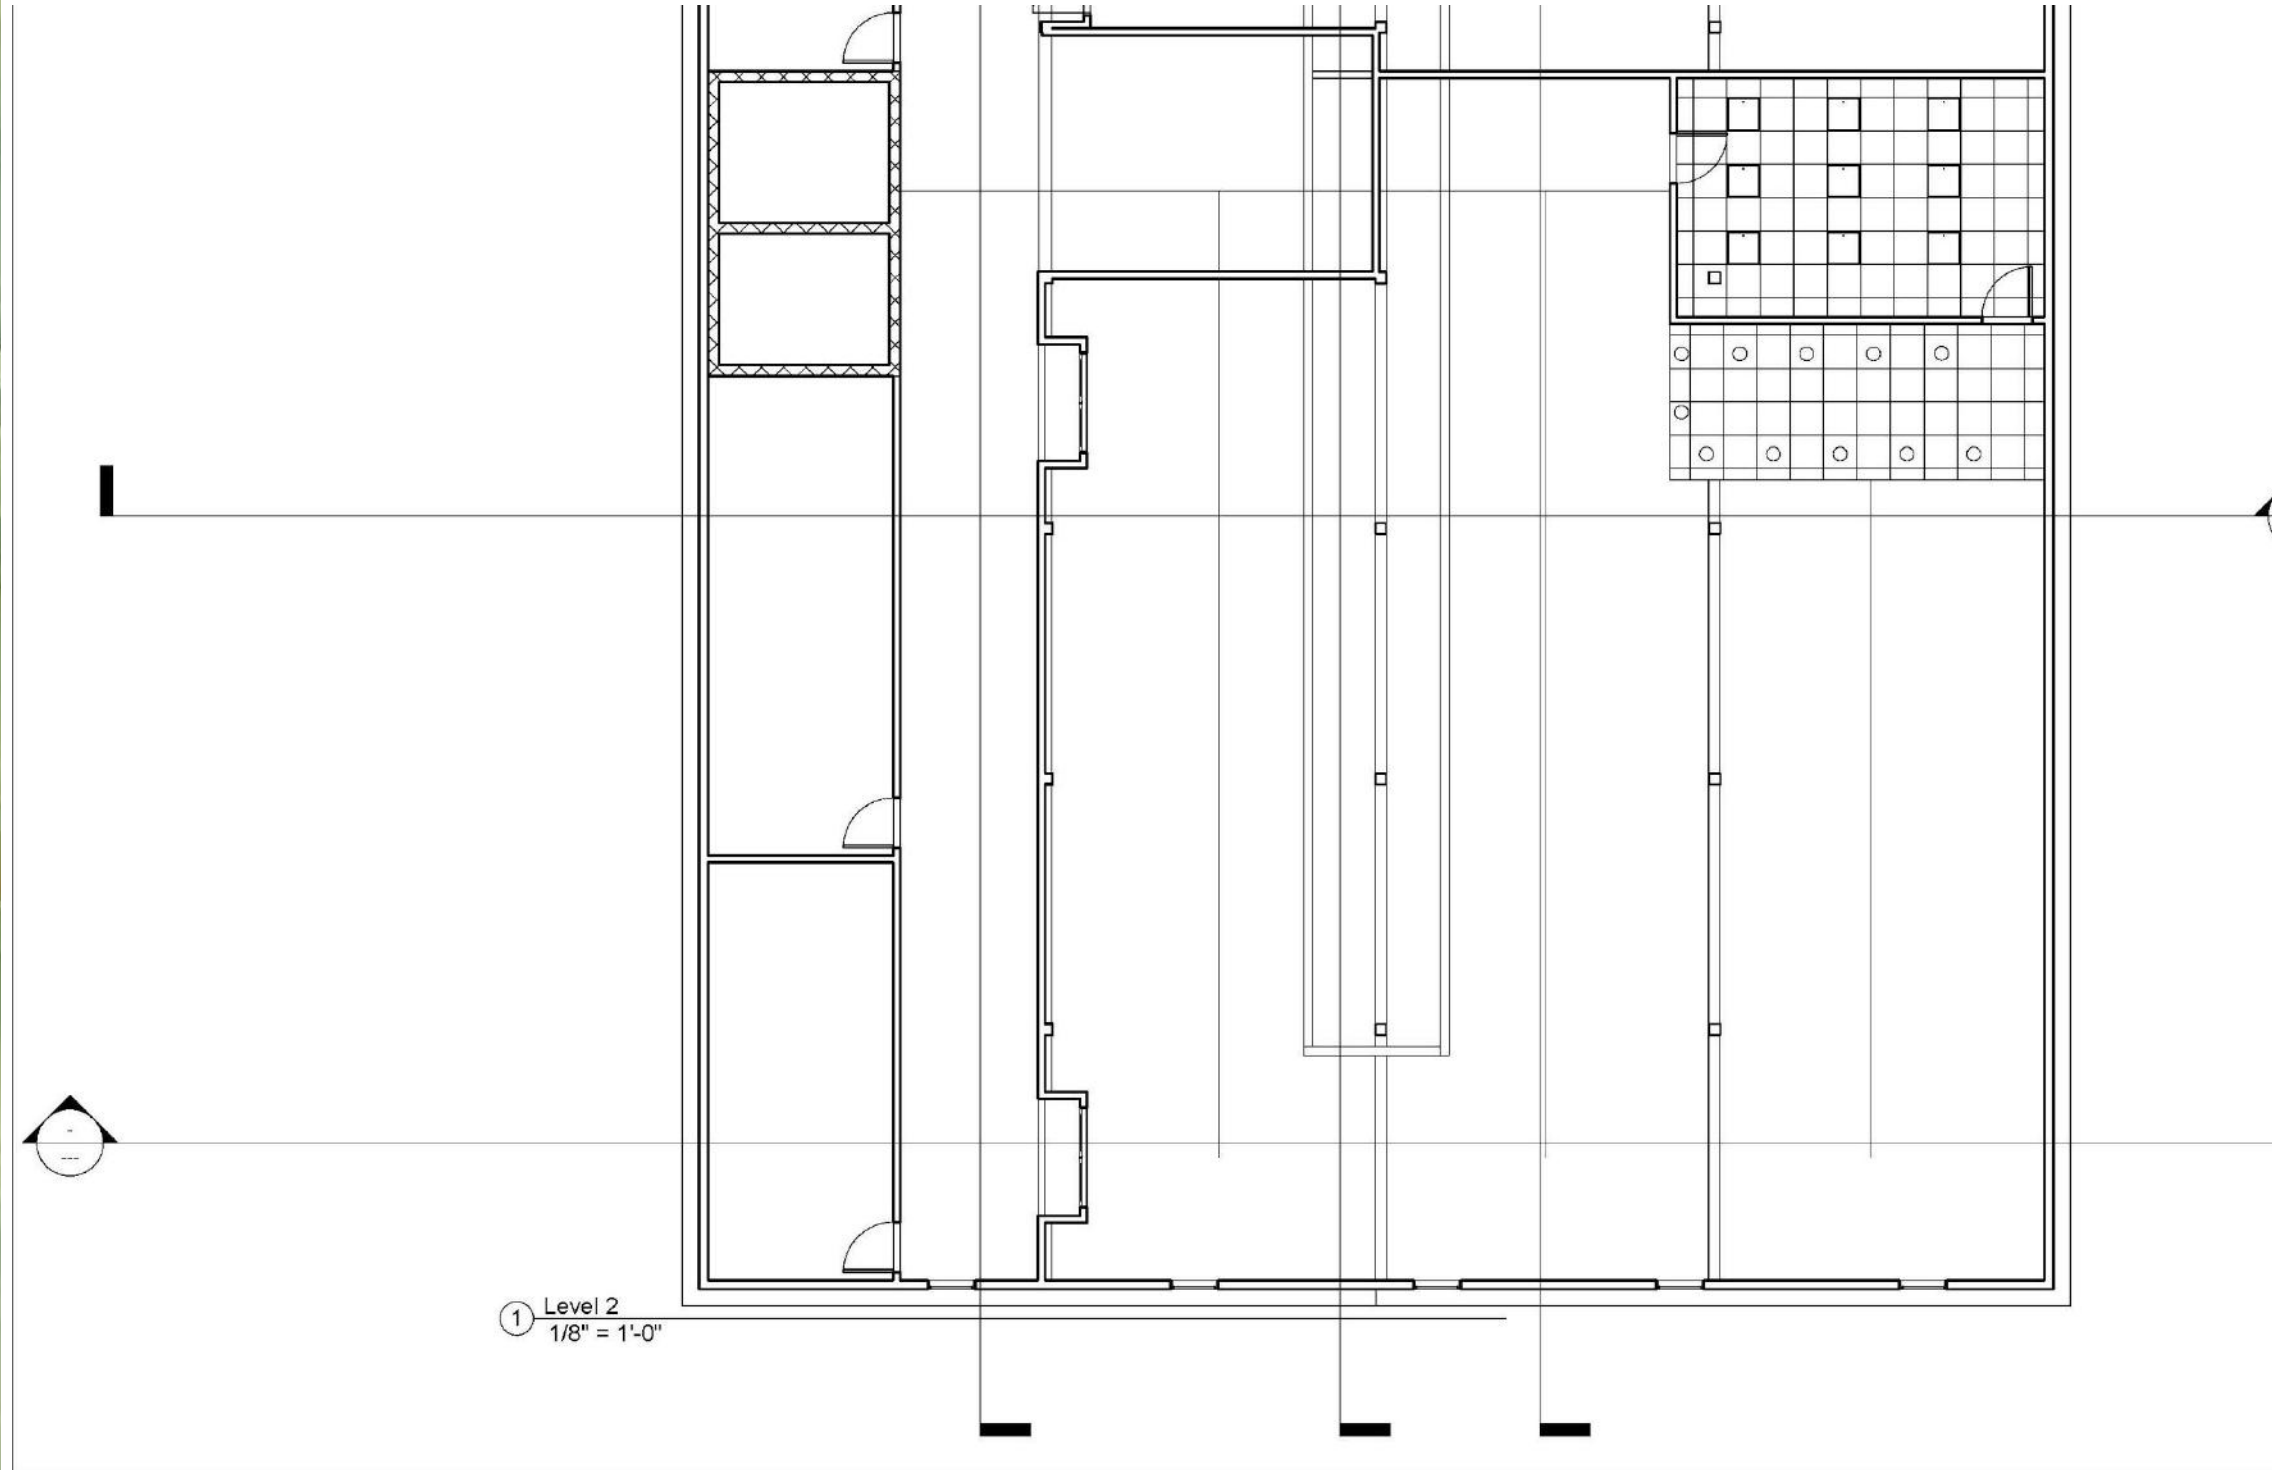 1
Level 2
1/8" = 1'-0"
-
---